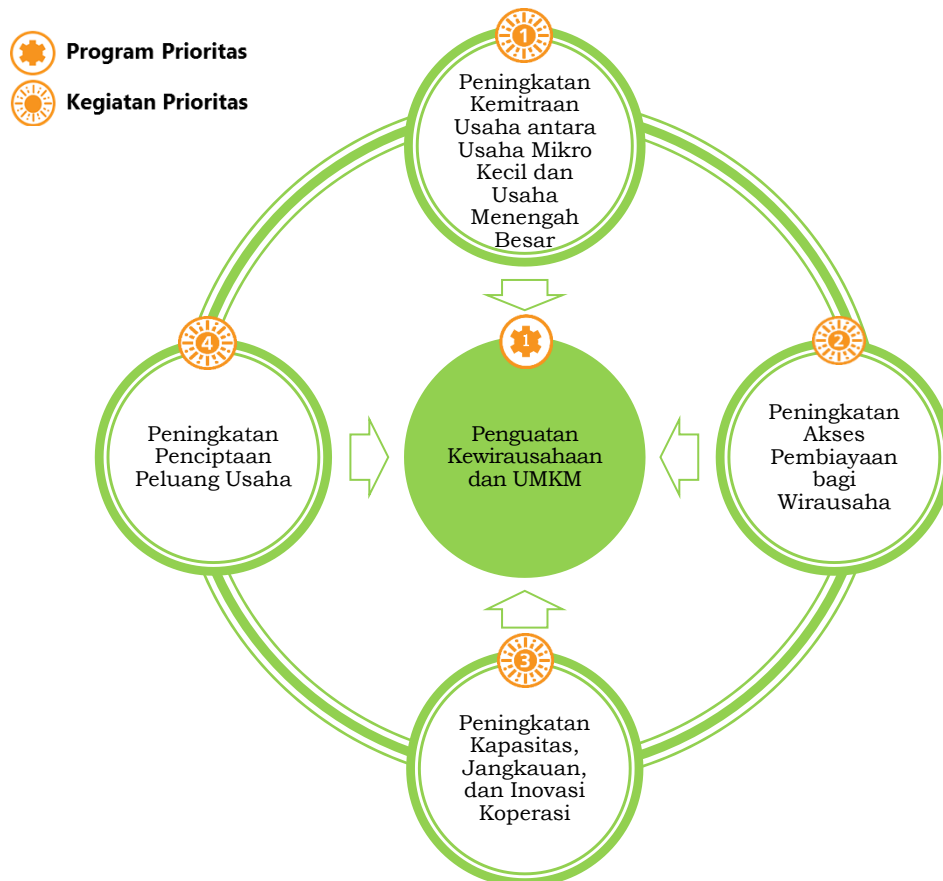 Program Prioritas
Kegiatan Prioritas
1
Peningkatan
Kemitraan
Usaha antara
Usaha Mikro
Kecil dan
Usaha
Menengah
Besar
1
Penguatan
Kewirausahaan
dan UMKM
2
Peningkatan
Akses
Pembiayaan
bagi
Wirausaha
3
Peningkatan
Kapasitas,
Jangkauan,
dan Inovasi
Koperasi
4
Peningkatan
Penciptaan
Peluang Usaha